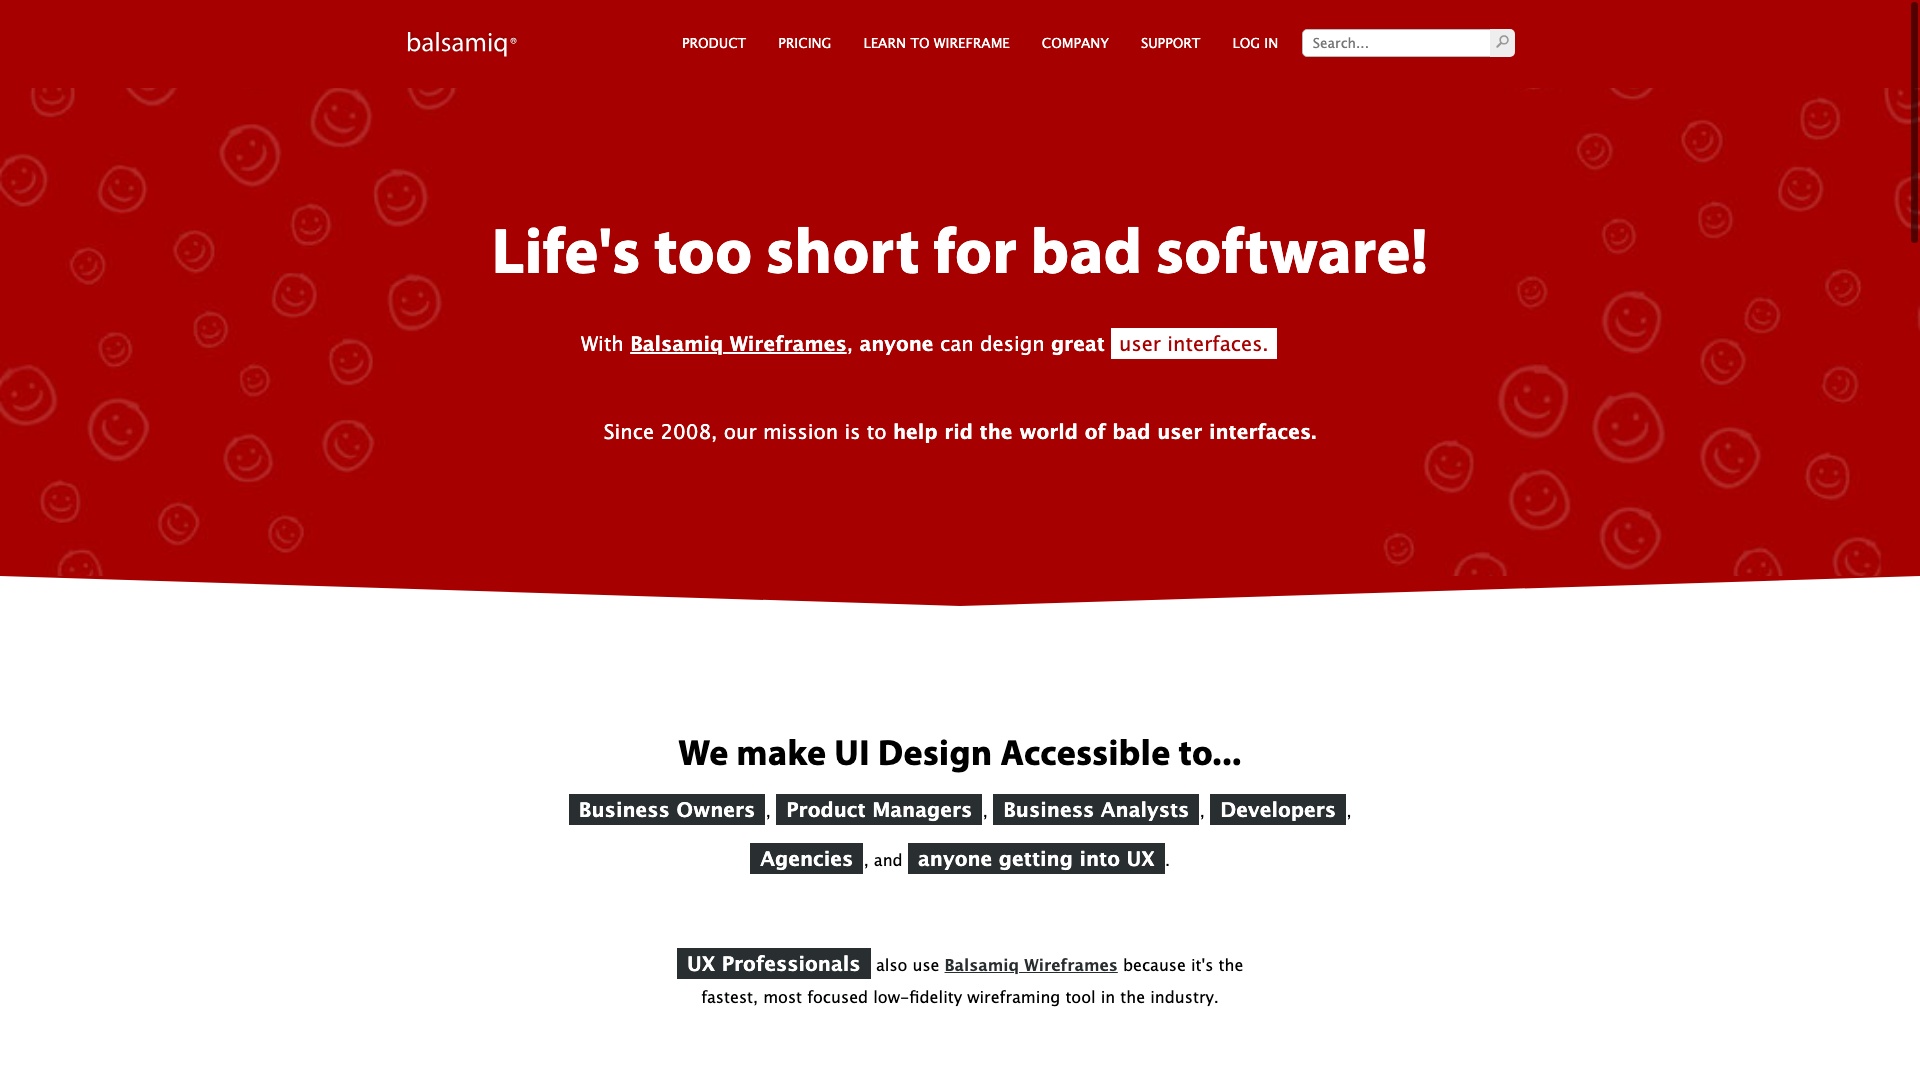 balsamiq®
PRODUCT PRICING LEARN TO WIREFRAME COMPANY SUPPORT LOG IN Search...
Life's too short for bad software!
With Balsamiq Wireframes, anyone can design great user interfaces.
Since 2008, our mission is to help rid the world of bad user interfaces.
We make UI Design Accessible to...
Business Owners, Product Managers, Business Analysts, Developers,
Agencies, and anyone getting into UX.
UX Professionals also use Balsamiq Wireframes because it's the
fastest, most focused low-fidelity wireframing tool in the industry.